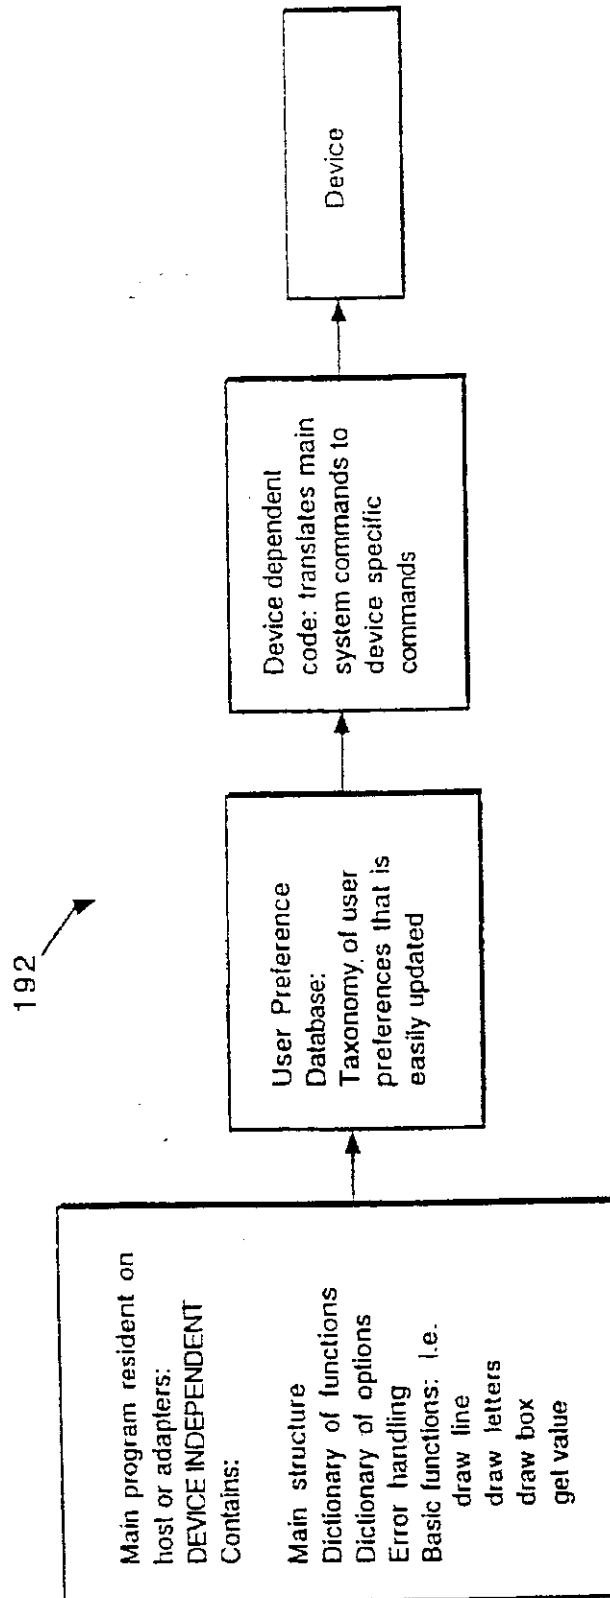 192
Main program resident on
host or adapters:
DEVICE INDEPENDENT
Contains:
Main structure
Dictionary of functions
Dictionary of options
Error handling
Basic functions: i.e.
draw line
draw letters
draw box
get value
User Preference
Database:
Taxonomy of user
preferences that is
easily updated
Device dependent
code: translates main
system commands to
device specific
commands
Device